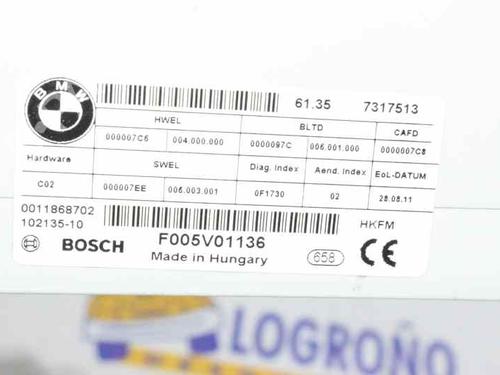 BMW
61.35 7317513
HWEL BLTD CAFD
000007C5 004.000.000 0000097C 006.001.000 000007C8
Hardware SWEL Diag. Index Aend. Index EoL-DATUM
C02 000007EE 005.003.001 0F1730 02 28.08.11
0011868702
102135-10 HKFM
BOSCH F005V01136
Made in Hungary 658 CE
LOGROÑO